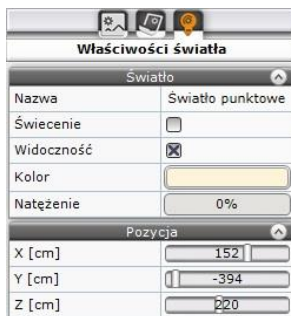 Właściwości światła
Światło
Nazwa Światło punktowe
Świecenie
Widoczność
Kolor
Natężenie 0%
Pozycja
X [cm] 152
Y [cm] -394
Z [cm] 220